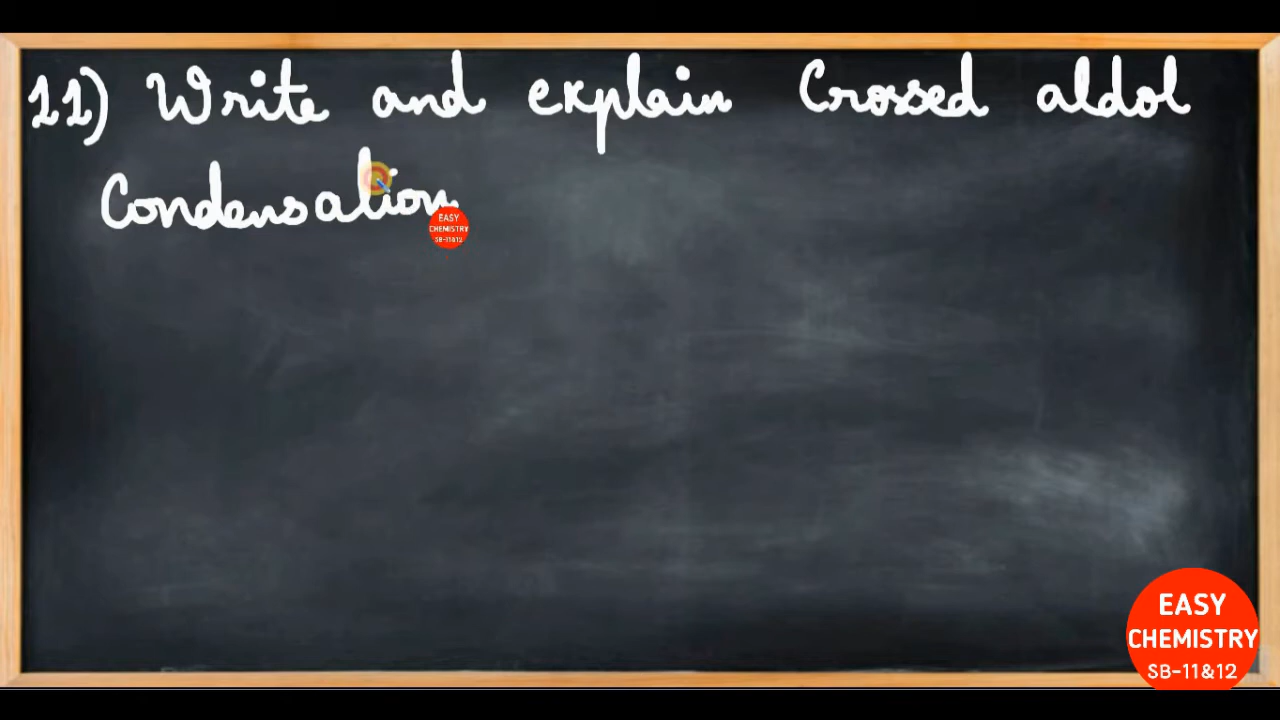 11) Write and explain Crossed aldol
Condensation
EASY
CHEMISTRY
SB-11&12
EASY
CHEMISTRY
SB-11&12